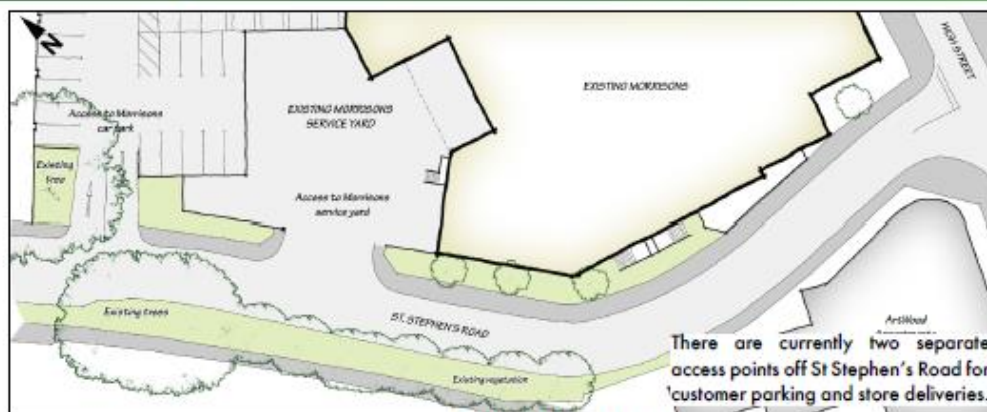 N
HIGH STREET
EXISTING MORRISONS
EXISTING MORRISONS
SERVICE YARD
Access to Morrisons
car park
Existing
tree
Access to Morrisons
service yard
Existing trees
ST. STEPHEN'S ROAD
Existing vegetation
ArtWood
There are currently two separate
access points off St Stephen's Road for
customer parking and store deliveries.